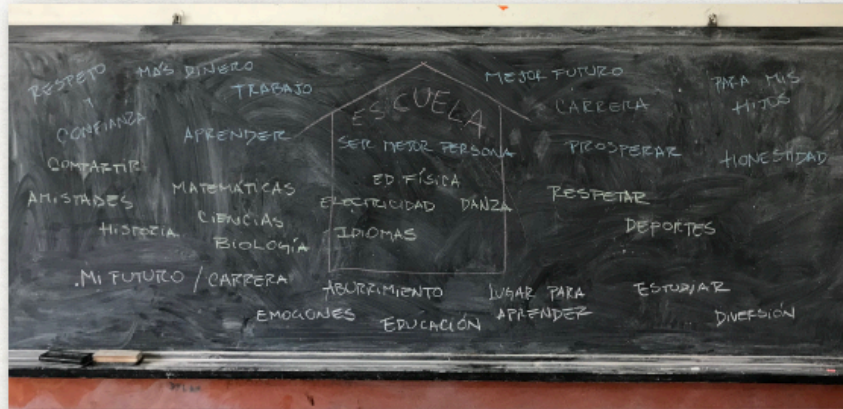 RESPETO
Y
CONFIANZA
MÁS DINERO
TRABAJO
APRENDER
COMPARTIR
AMISTADES
MATEMÁTICAS
CIENCIAS
HISTORIA
BIOLOGÍA
.MI FUTURO / CARRERA
ESCUELA
SER MEJOR PERSONA
ED FÍSICA
ELECTRICIDAD DANZA
IDIOMAS
MEJOR FUTURO
CARRERA
PARA MIS
HIJOS
PROSPERAR
HONESTIDAD
RESPETAR
DEPORTES
ABURRIMIENTO
EMOCIONES
EDUCACIÓN
LUGAR PARA
APRENDER
ESTUDIAR
DIVERSIÓN